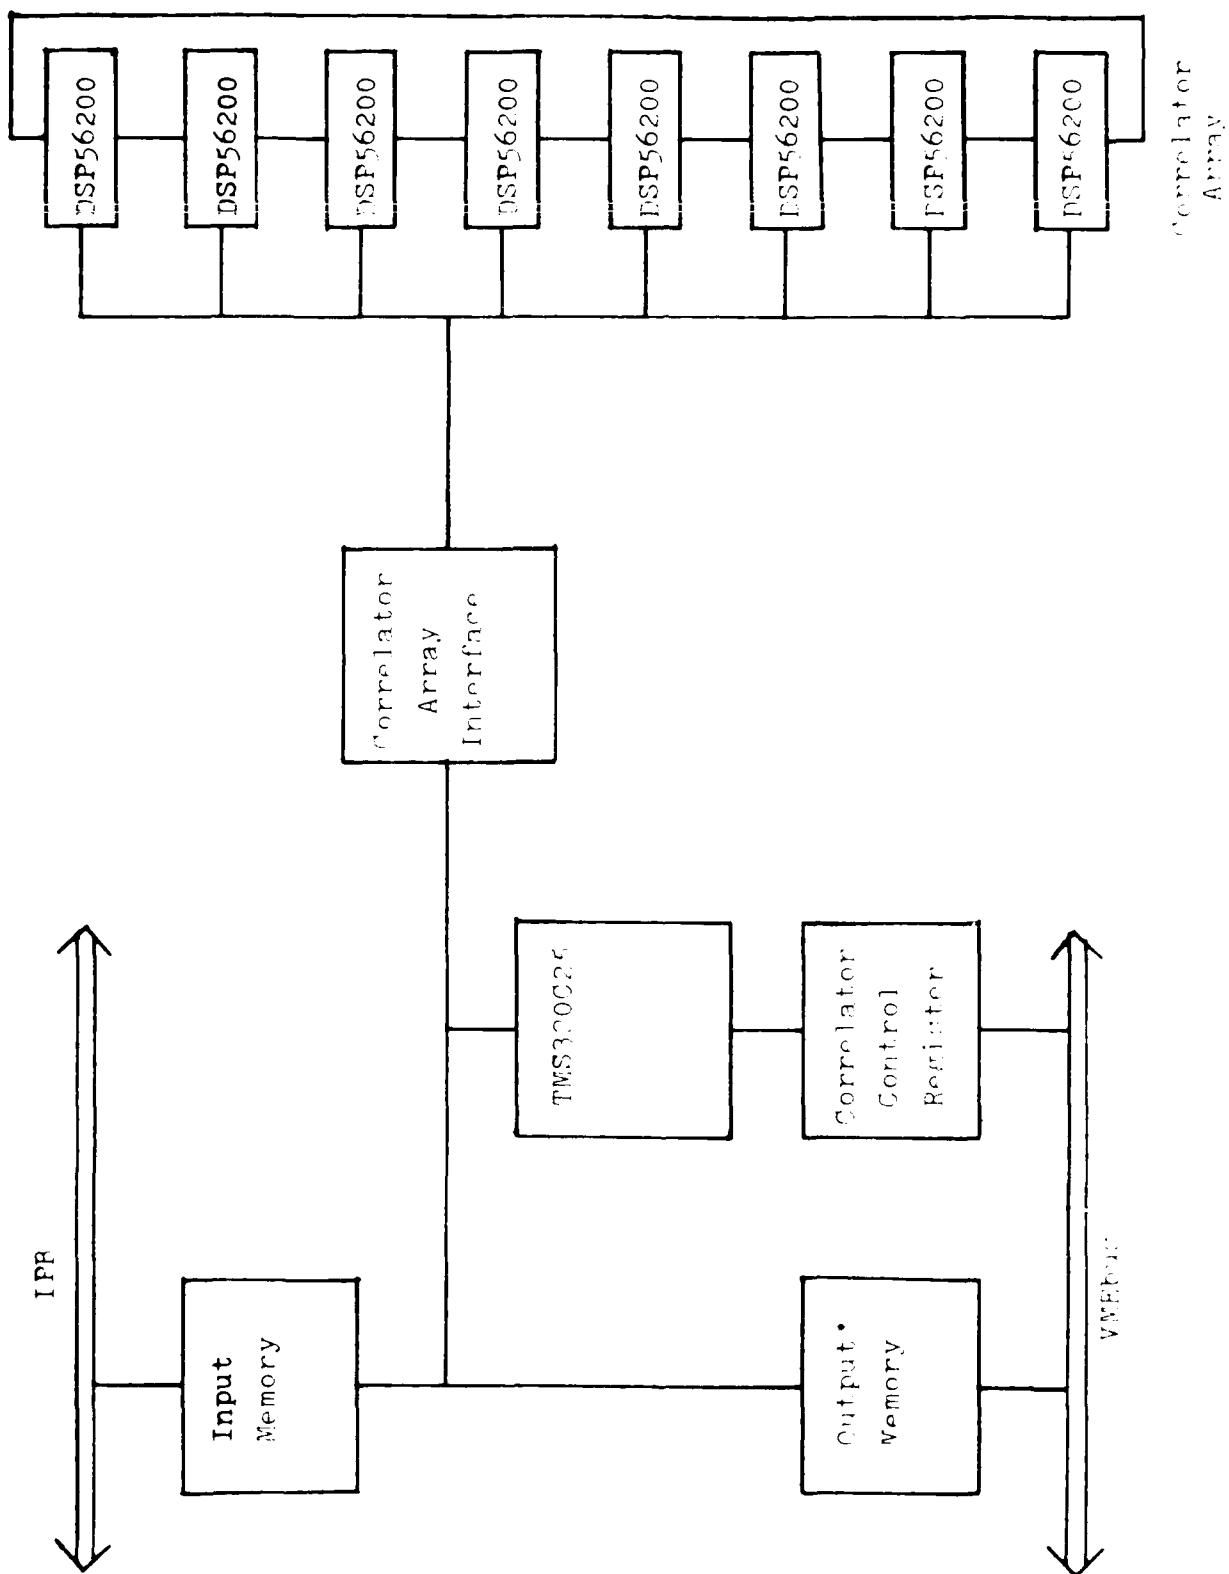 IPB
Input
Memory
Output
Memory
VMEbus
TMS320C25
Correlator
Control
Register
Correlator
Array
Interface
DSP56200
DSP56200
DSP56200
DSP56200
DSP56200
DSP56200
DSP56200
DSP56200
Correlator
Array